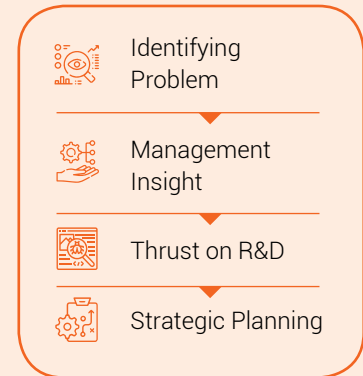 Identifying
Problem
Management
Insight
Thrust on R&D
Strategic Planning